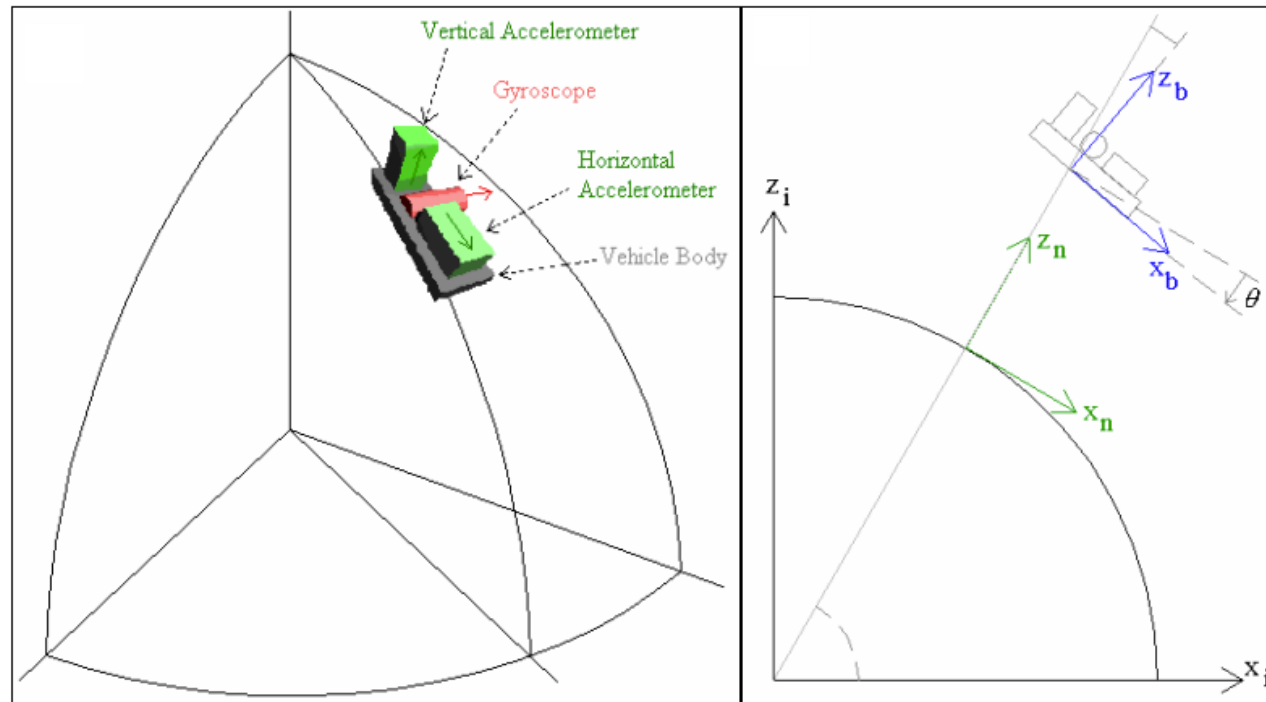 Vertical Accelerometer
Gyroscope
Horizontal
Accelerometer
Vehicle Body
z_b
z_i
z_n
x_b
θ
x_n
x_i